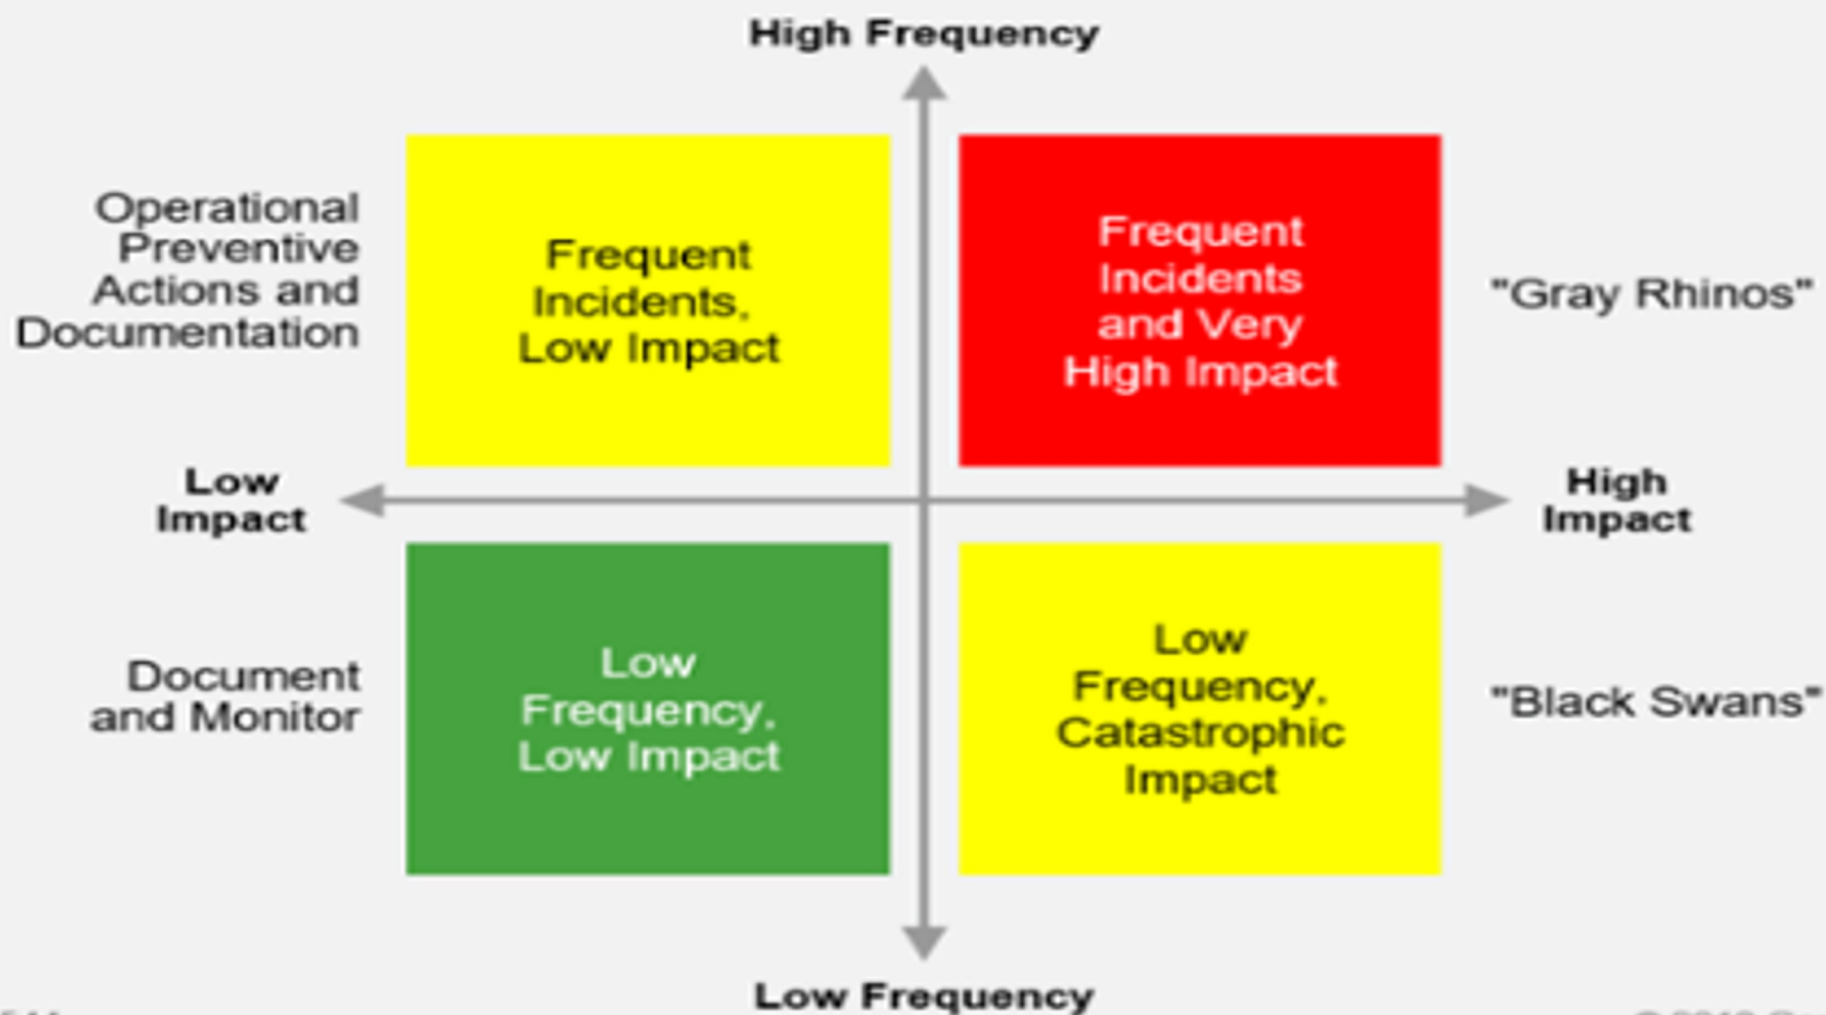 High Frequency
Operational
Preventive
Actions and
Documentation
Frequent
Incidents,
Low Impact
Frequent
Incidents
and Very
High Impact
"Gray Rhinos"
Low
Impact
High
Impact
Document
and Monitor
Low
Frequency,
Low Impact
Low
Frequency,
Catastrophic
Impact
"Black Swans"
Low Frequency